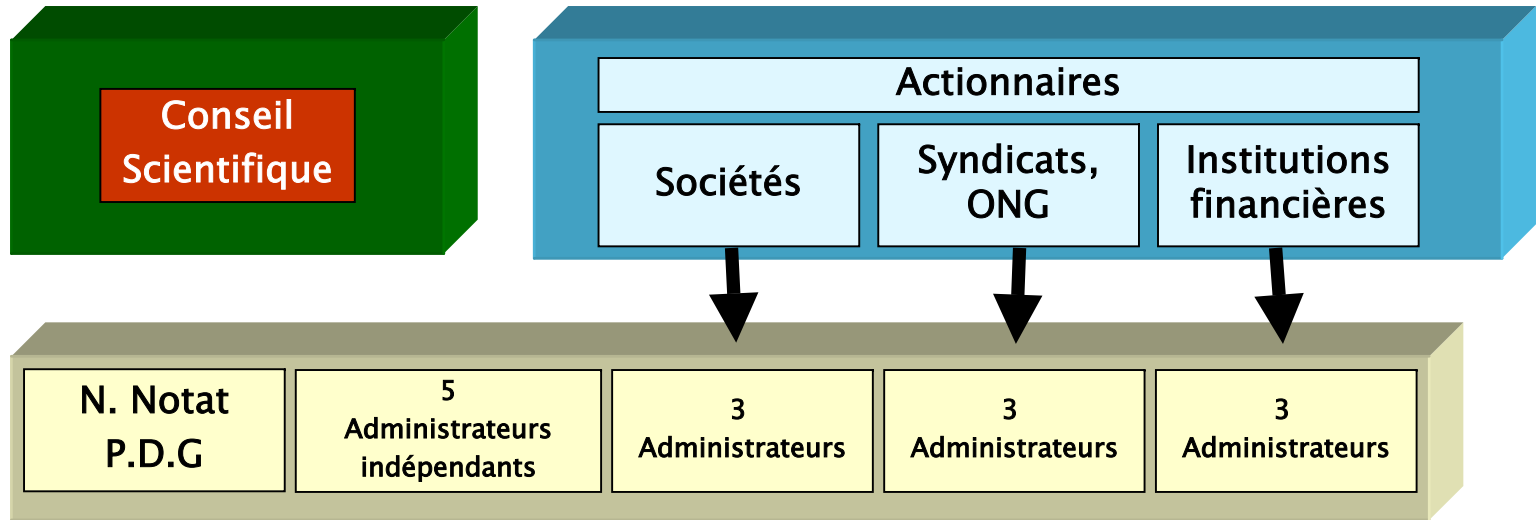 Conseil
Scientifique
Actionnaires
Sociétés
Syndicats,
ONG
Institutions
financières
N. Notat
P.D.G
5
Administrateurs
indépendants
3
Administrateurs
3
Administrateurs
3
Administrateurs